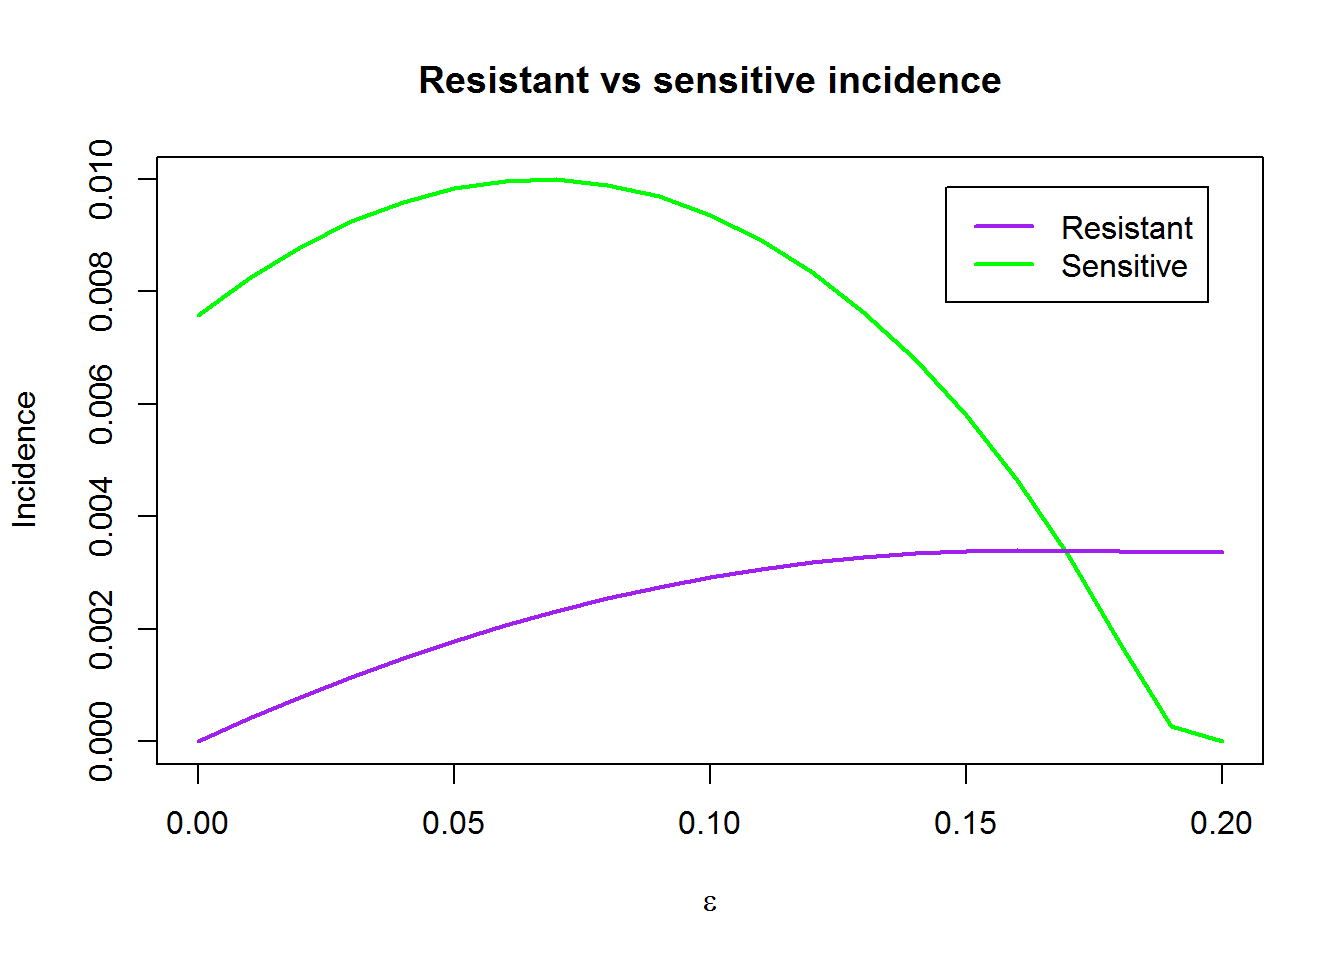 Resistant vs sensitive incidence
Incidence
0.010
0.008
0.006
0.004
0.002
0.000
Resistant
Sensitive
0.00 0.05 0.10 0.15 0.20
ε